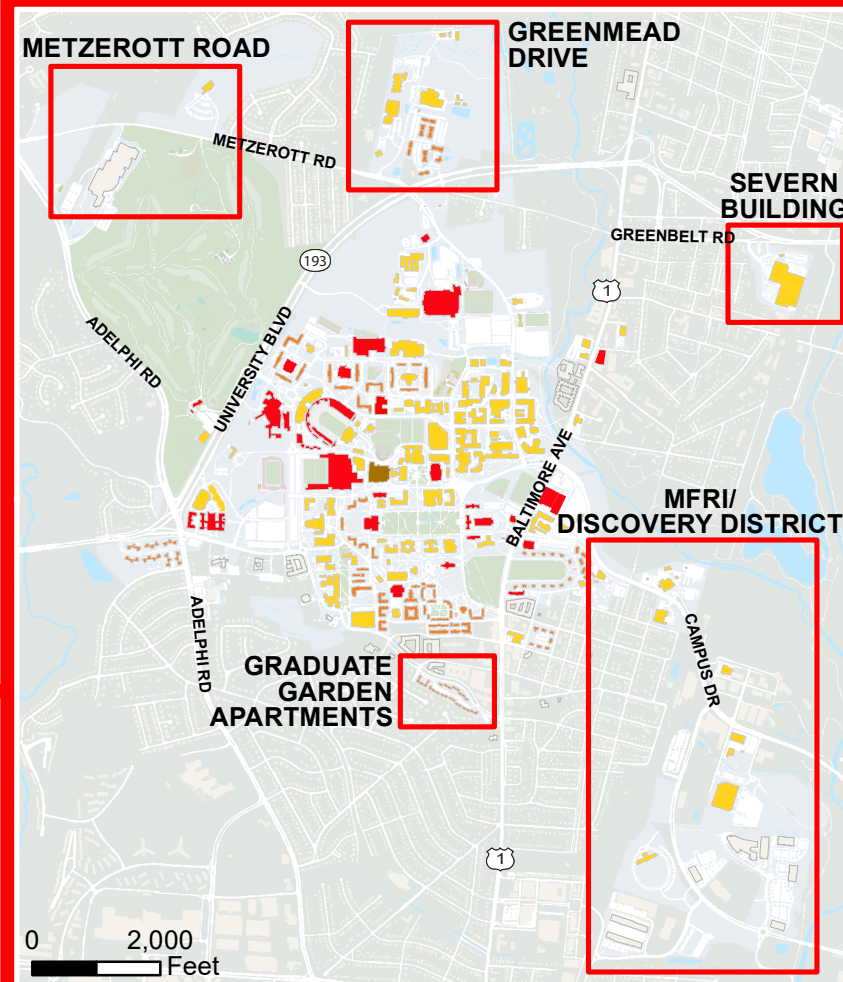 METZEROTT ROAD
GREENMEAD
DRIVE
METZEROTT RD
SEVERN
BUILDING
GREENBELT RD
193
1
ADELPHI RD
UNIVERSITY BLVD
BALTIMORE AVE
MFRI/
DISCOVERY DISTRICT
ADELPHI RD
CAMPUS DR
GRADUATE
GARDEN
APARTMENTS
1
0 2,000
Feet